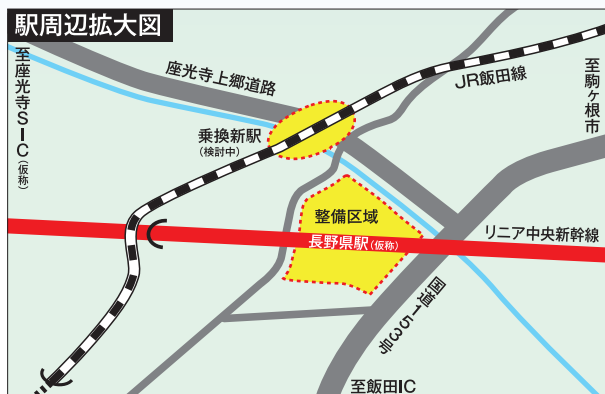 駅周辺拡大図
至座光寺SIC(仮称)
座光寺上郷道路
JR飯田線
至駒ヶ根市
乗換新駅
(検討中)
整備区域
長野県駅(仮称)
リニア中央新幹線
国道153号
至飯田IC